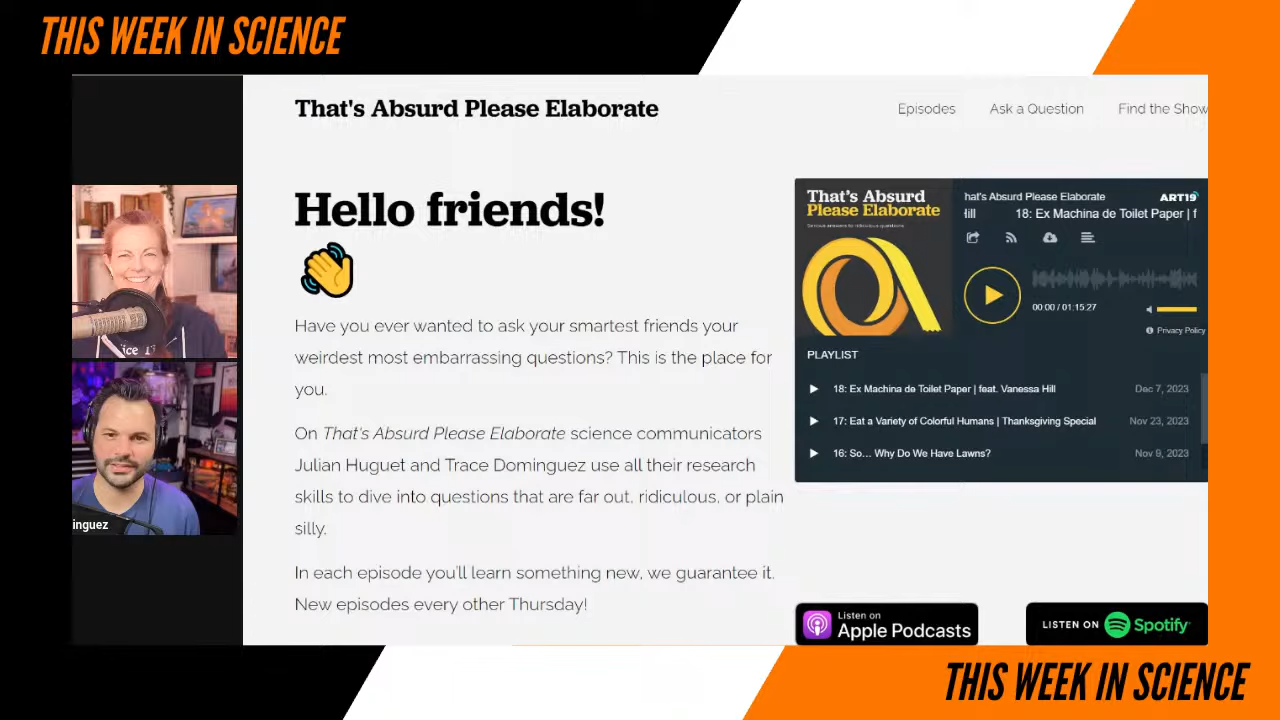 THIS WEEK IN SCIENCE
That's Absurd Please Elaborate
Episodes
Ask a Question
Find the Show
Hello friends!
Have you ever wanted to ask your smartest friends your
weirdest most embarrassing questions? This is the place for
you.
On That's Absurd Please Elaborate science communicators
Julian Huguet and Trace Dominguez use all their research
skills to dive into questions that are far out, ridiculous, or plain
silly.
In each episode you'll learn something new, we guarantee it.
New episodes every other Thursday!
That's Absurd
Please Elaborate
Serious answers to ridiculous questions
hat's Absurd Please Elaborate
ART19
Hill 18: Ex Machina de Toilet Paper | f
00:00 / 01:15:27
Privacy Policy
PLAYLIST
18: Ex Machina de Toilet Paper | feat. Vanessa Hill Dec 7, 2023
17: Eat a Variety of Colorful Humans | Thanksgiving Special Nov 23, 2023
16: So... Why Do We Have Lawns? Nov 9, 2023
Listen on
Apple Podcasts
LISTEN ON Spotify
inguez
THIS WEEK IN SCIENCE